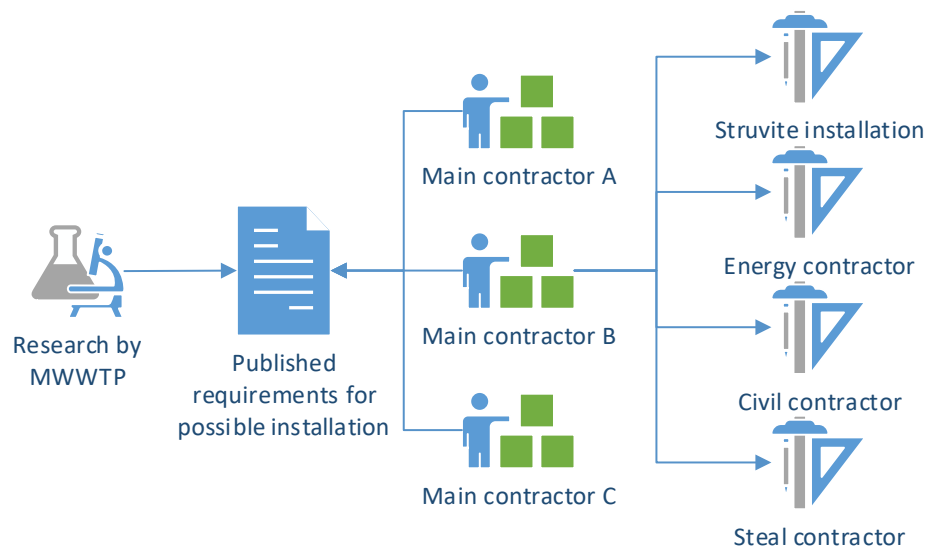 Research by
MWWTP
Published
requirements for
possible installation
Main contractor A
Main contractor B
Main contractor C
Struvite installation
Energy contractor
Civil contractor
Steal contractor